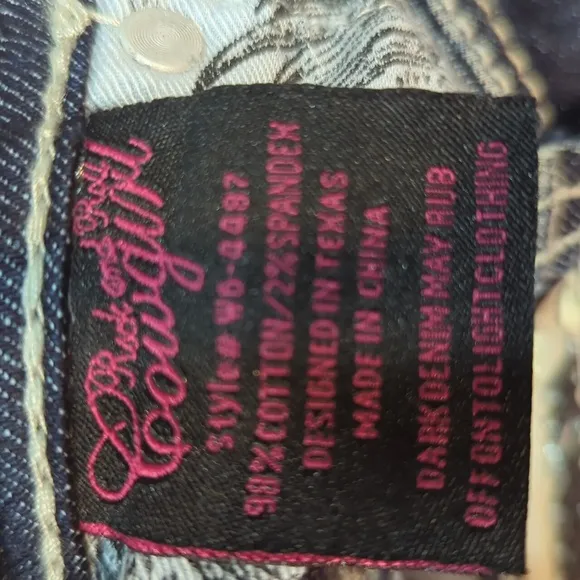 Rock and Roll
Cowgirl
Style# W6-4487
98% COTTON/2% SPANDEX
DESIGNED IN TEXAS
MADE IN CHINA
DARK DENIM MAY RUB
OFF ONTO LIGHT CLOTHING